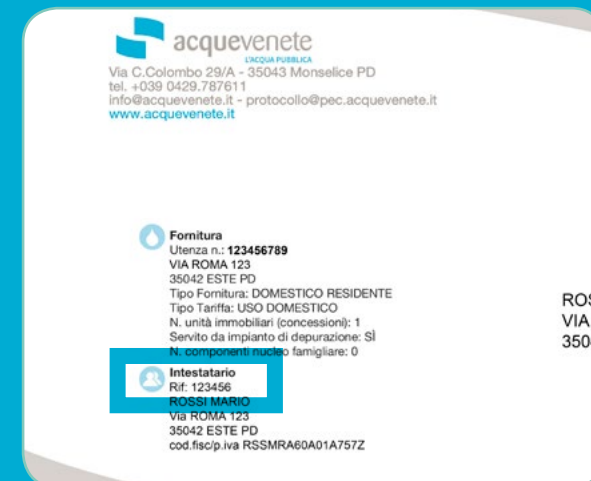 acquevenete
L'ACQUA PUBBLICA
Via C.Colombo 29/A - 35043 Monselice PD
tel. +039 0429.787611
info@acquevenete.it - protocollo@pec.acquevenete.it
www.acquevenete.it
Fornitura
Utenza n.: 123456789
VIA ROMA 123
35042 ESTE PD
Tipo Fornitura: DOMESTICO RESIDENTE
Tipo Tariffa: USO DOMESTICO
N. unità immobiliari (concessioni): 1
Servito da impianto di depurazione: SÌ
N. componenti nucleo famigliare: 0
Intestatario
Rif: 123456
ROSSI MARIO
Via ROMA 123
35042 ESTE PD
cod.fisc/p.iva RSSMRA60A01A757Z
VIA